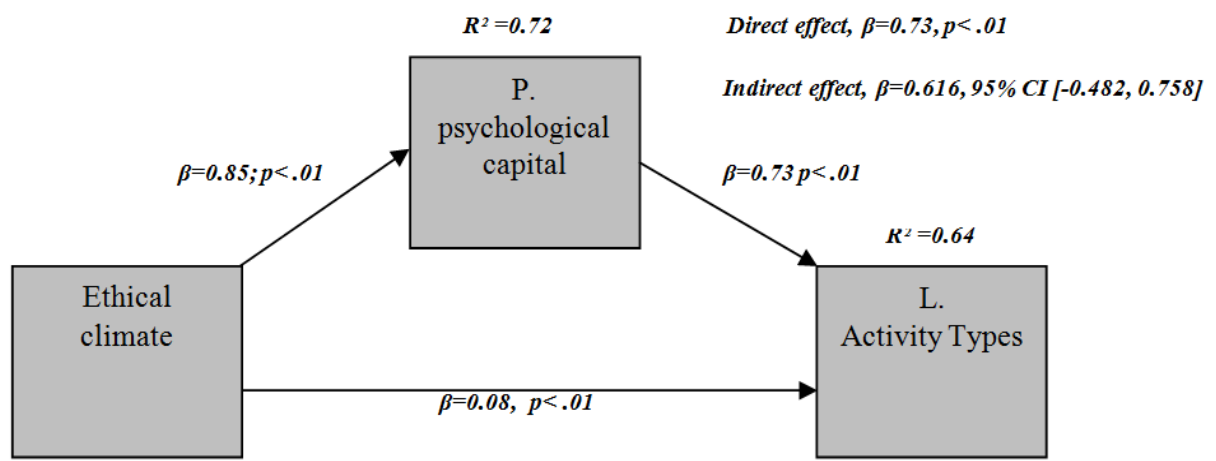 R² =0.72
Direct effect, β=0.73, p< .01
Indirect effect, β=0.616, 95% CI [-0.482, 0.758]
P.
psychological
capital
β=0.85; p< .01
β=0.73 p< .01
R² =0.64
Ethical
climate
L.
Activity Types
β=0.08, p< .01